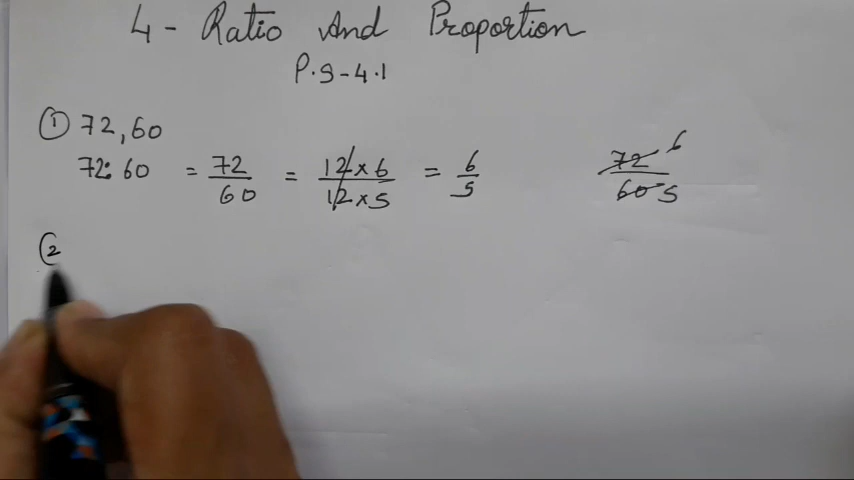 4 - Ratio And Proportion
P.S-4.1
① 72, 60
72:60 = 72/60 = 12×6/12×5 = 6/5 72/60 6 5
②